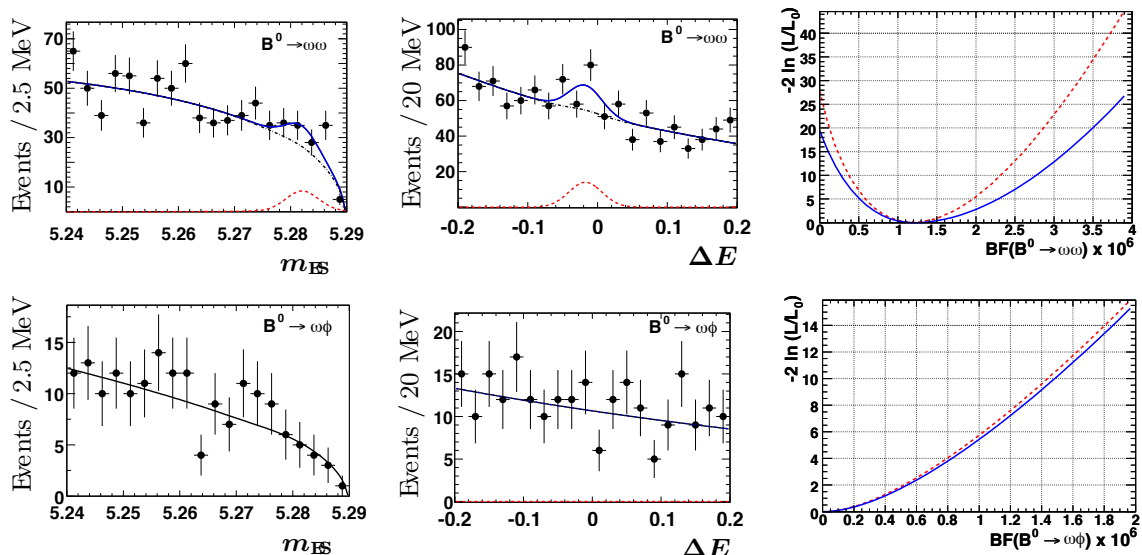 Events / 2.5 MeV
70
60
50
40
30
20
10
B⁰ → ωω
5.24 5.25 5.26 5.27 5.28 5.29
m_ES
Events / 20 MeV
100
80
60
40
20
0
B⁰ → ωω
-0.2 -0.1 0 0.1 0.2
ΔE
-2 ln (L/L₀)
40
35
30
25
20
15
10
5
0
0 0.5 1 1.5 2 2.5 3 3.5 4
BF(B⁰ → ωω) x 10⁶
Events / 2.5 MeV
15
10
5
0
B⁰ → ωϕ
5.24 5.25 5.26 5.27 5.28 5.29
m_ES
Events / 20 MeV
20
15
10
5
0
B⁰ → ωϕ
-0.2 -0.1 0 0.1 0.2
ΔE
-2 ln (L/L₀)
14
12
10
8
6
4
2
0
0 0.2 0.4 0.6 0.8 1 1.2 1.4 1.6 1.8 2
BF(B⁰ → ωϕ) x 10⁶